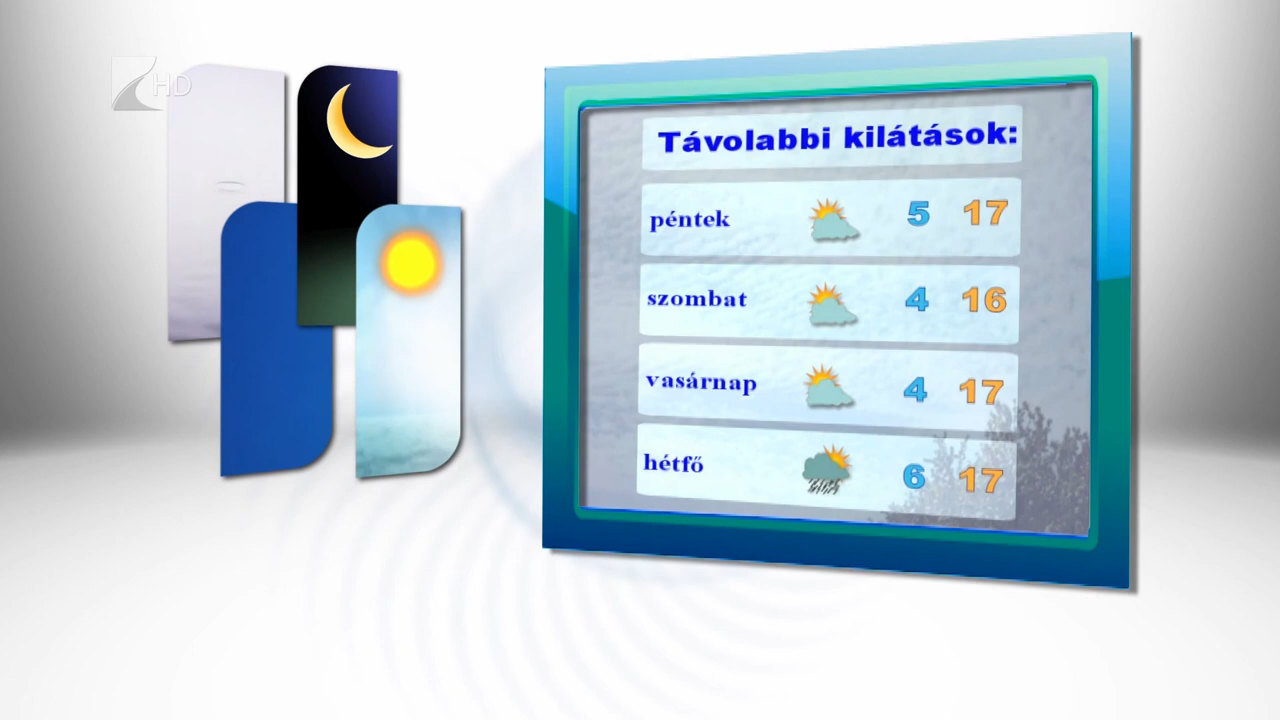 HD
Távolabbi kilátások:
péntek 5 17
szombat 4 16
vasárnap 4 17
hétfő 6 17